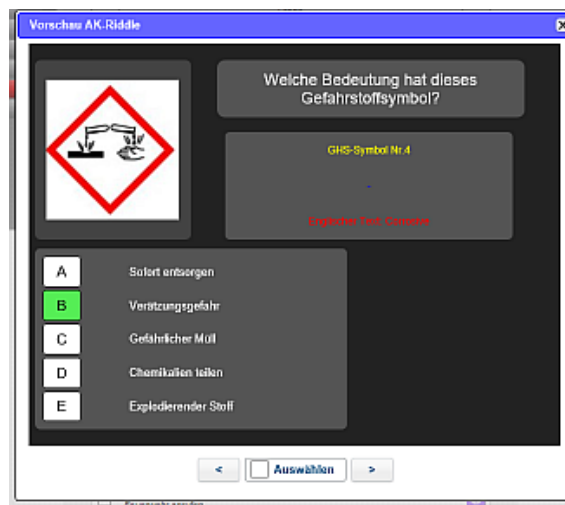 Vorschau AK-Riddle
Welche Bedeutung hat dieses
Gefahrstoffsymbol?
GHS-Symbol Nr.4
-
Englischer Text: Corrosive
A Sofort entsorgen
B Verätzungsgefahr
C Gefährlicher Müll
D Chemikalien teilen
E Explodierender Stoff
< Auswählen >